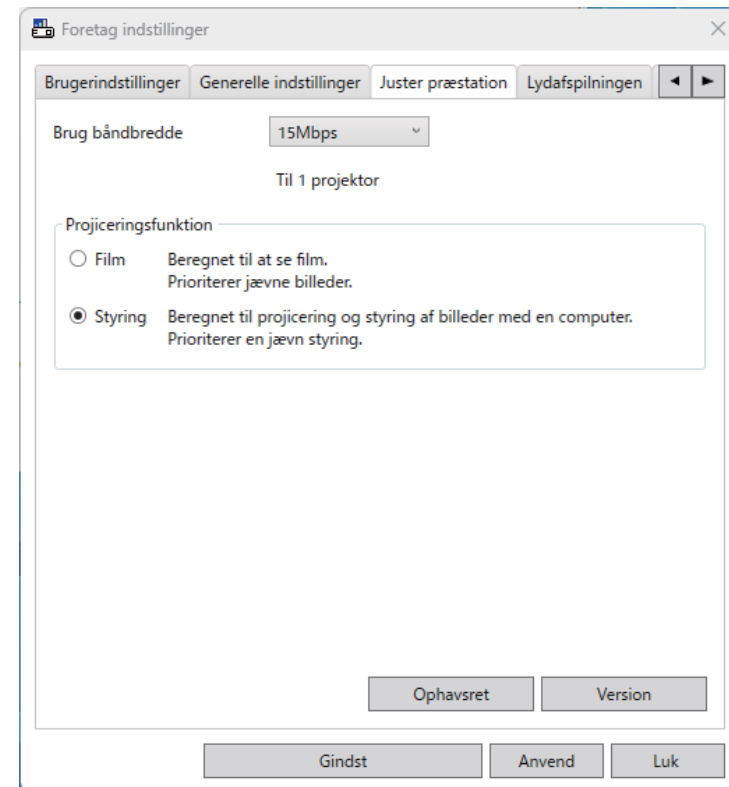 Foretag indstillinger
Brugerindstillinger Generelle indstillinger Juster præstation Lydafspilningen
Brug båndbredde 15Mbps
Til 1 projektor
Projiceringsfunktion
Film Beregnet til at se film.
Prioriterer jævne billeder.
Styring Beregnet til projicering og styring af billeder med en computer.
Prioriterer en jævn styring.
Ophavsret Version
Gindst Anvend Luk